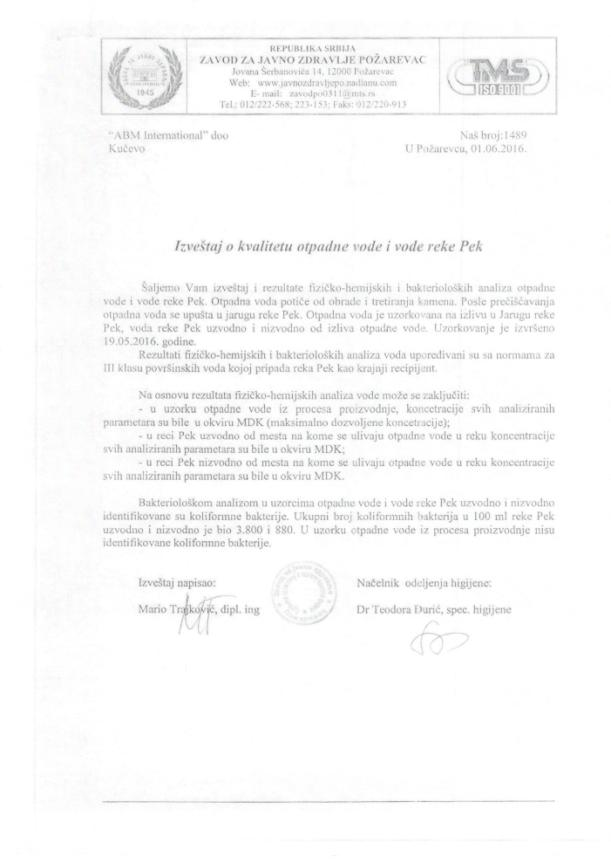 REPUBLIKA SRBIJA
ZAVOD ZA JAVNO ZDRAVLJE POŽAREVAC
Jovana Šerbanovića 14, 12000 Požarevac
Web: www.javnozdravljepo.nadlanu.com
E- mail: zavodpo0311@mts.rs
Tel.: 012/222-568; 223-153; Faks: 012/220-913
1945
TMS
ISO 9001
"ABM International" doo
Kučevo
Naš broj:1489
U Požarevcu, 01.06.2016.
Izveštaj o kvalitetu otpadne vode i vode reke Pek
Šaljemo Vam izveštaj i rezultate fizičko-hemijskih i bakterioloških analiza otpadne
vode i vode reke Pek. Otpadna voda potiče od obrade i tretiranja kamena. Posle prečišćavanja
otpadna voda se upušta u jarugu reke Pek. Otpadna voda je uzorkovana na izlivu u Jarugu reke
Pek, voda reke Pek uzvodno i nizvodno od izliva otpadne vode. Uzorkovanje je izvršeno
19.05.2016. godine.
Rezultati fizičko-hemijskih i bakterioloških analiza voda upoređivani su sa normama za
III klasu površinskih voda kojoj pripada reka Pek kao krajnji recipijent.
Na osnovu rezultata fizičko-hemijskih analiza vode može se zaključiti:
- u uzorku otpadne vode iz procesa proizvodnje, koncetracije svih analiziranih
parametara su bile u okviru MDK (maksimalno dozvoljene koncetracije);
- u reci Pek uzvodno od mesta na kome se ulivaju otpadne vode u reku koncentracije
svih analiziranih parametara su bile u okviru MDK;
- u reci Pek nizvodno od mesta na kome se ulivaju otpadne vode u reku koncentracije
svih analiziranih parametara su bile u okviru MDK.
Bakteriološkom analizom u uzorcima otpadne vode i vode reke Pek uzvodno i nizvodno
identifikovane su koliformne bakterije. Ukupni broj koliformnih bakterija u 100 ml reke Pek
uzvodno i nizvodno je bio 3.800 i 880. U uzorku otpadne vode iz procesa proizvodnje nisu
identifikovane koliformne bakterije.
Izveštaj napisao:
Mario Trajković, dipl. ing
Načelnik odeljenja higijene:
Dr Teodora Đurić, spec. higijene